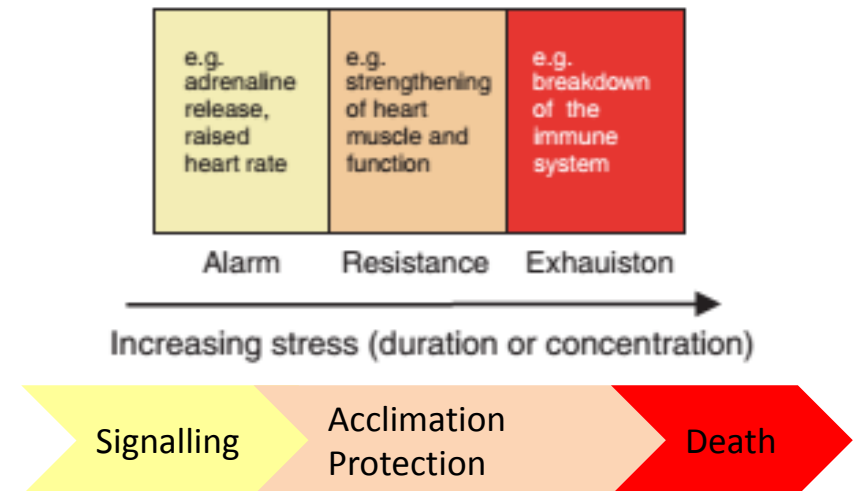 e.g.
adrenaline
release,
raised
heart rate
e.g.
strengthening
of heart
muscle and
function
e.g.
breakdown
of the
immune
system
Alarm
Resistance
Exhauiston
Increasing stress (duration or concentration)
Signalling
Acclimation
Protection
Death